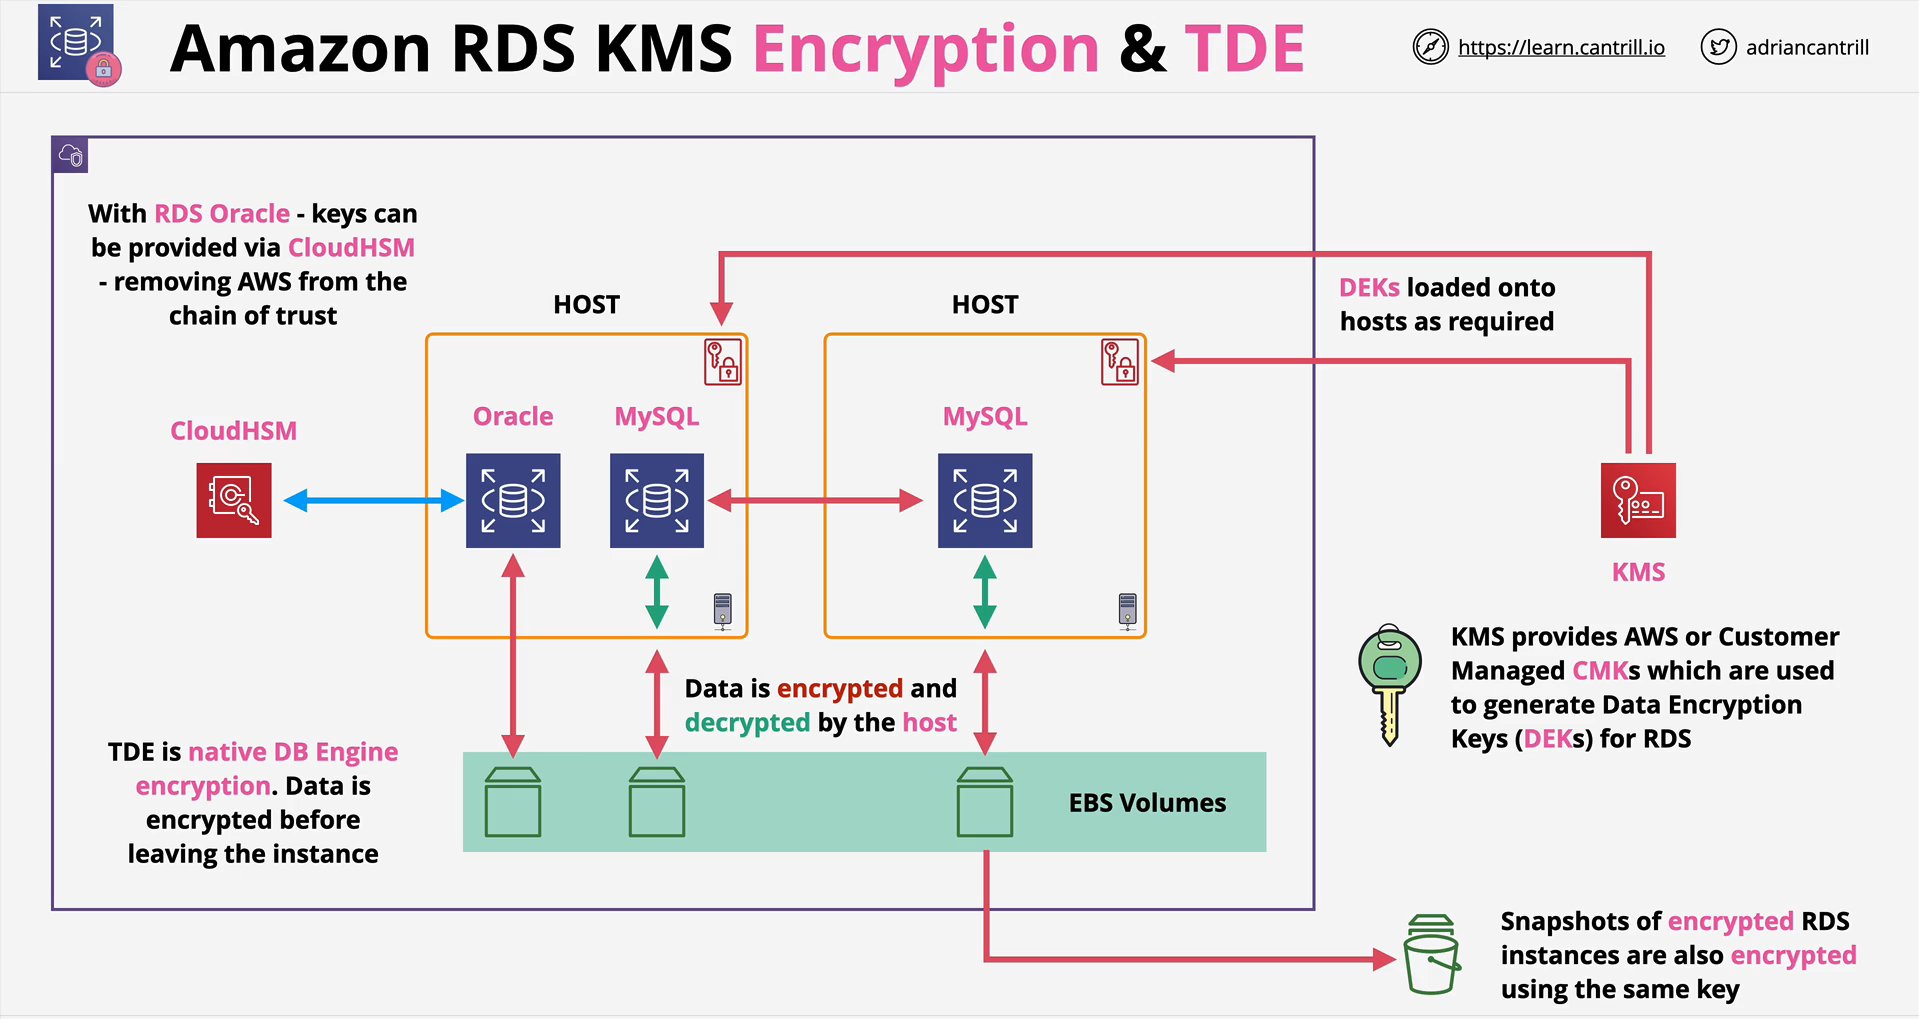 Amazon RDS KMS Encryption & TDE
https://learn.cantrill.io
adriancantrill
With RDS Oracle - keys can
be provided via CloudHSM
- removing AWS from the
chain of trust
HOST
HOST
DEKs loaded onto
hosts as required
CloudHSM
Oracle
MySQL
MySQL
KMS
KMS provides AWS or Customer
Managed CMKs which are used
to generate Data Encryption
Keys (DEKs) for RDS
Data is encrypted and
decrypted by the host
TDE is native DB Engine
encryption. Data is
encrypted before
leaving the instance
EBS Volumes
Snapshots of encrypted RDS
instances are also encrypted
using the same key